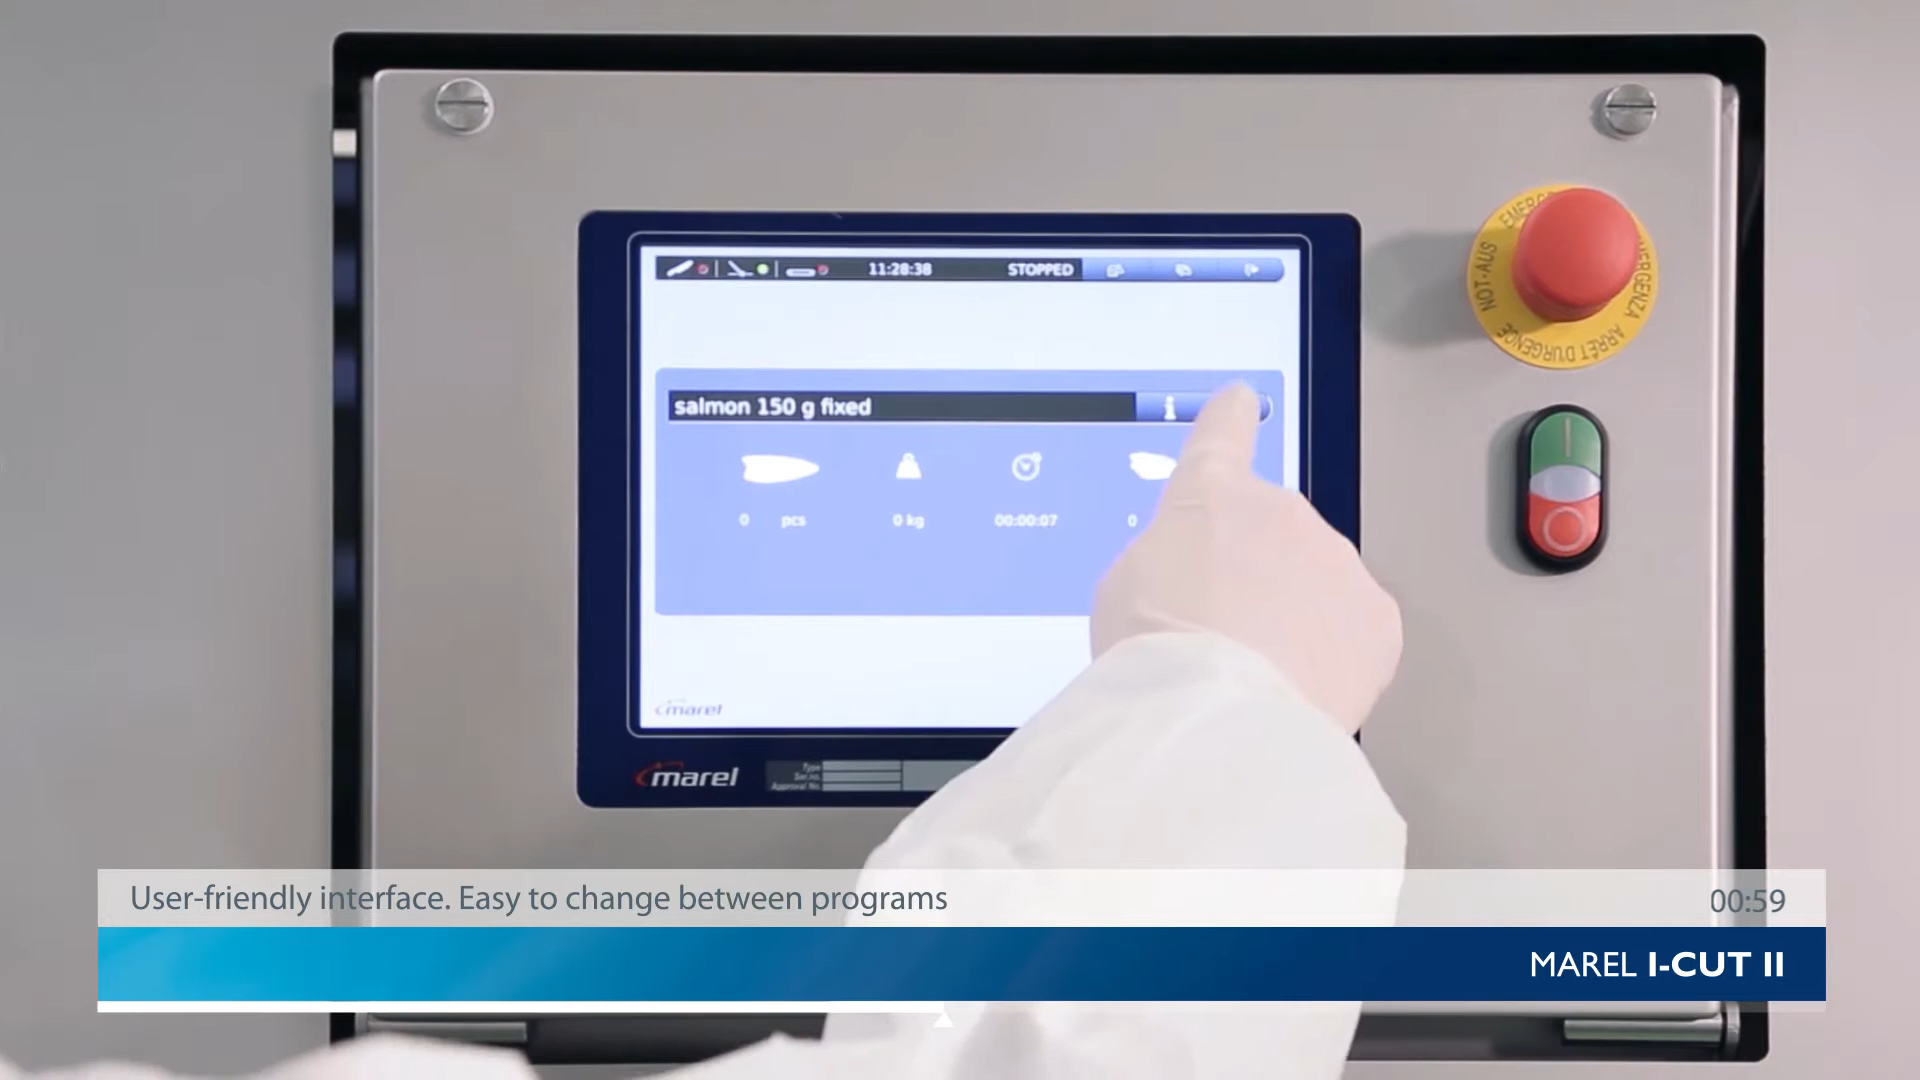 11:28:38 STOPPED
salmon 150 g fixed i
0 pcs 0 kg 00:00:07 0
marel
marel
Type
Ser.no.
Approval No.
NOT-AUS
ARRÊT D'URGENCE
User-friendly interface. Easy to change between programs 00:59
MAREL I-CUT II